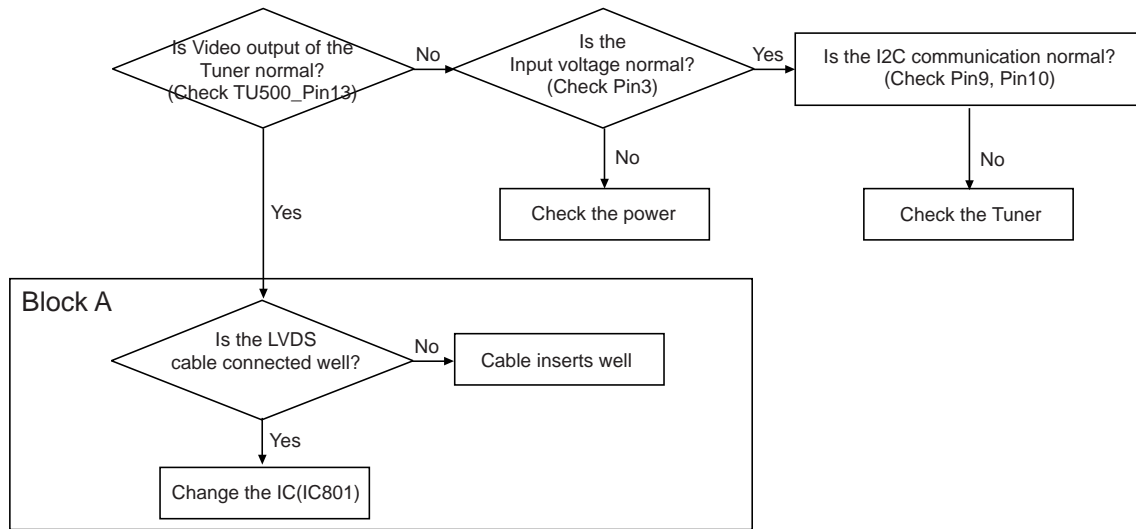 Is Video output of the
Tuner normal?
(Check TU500_Pin13)
No
Is the
Input voltage normal?
(Check Pin3)
Yes
Is the I2C communication normal?
(Check Pin9, Pin10)
No
Check the power
No
Check the Tuner
Yes
Block A
Is the LVDS
cable connected well?
No
Cable inserts well
Yes
Change the IC(IC801)